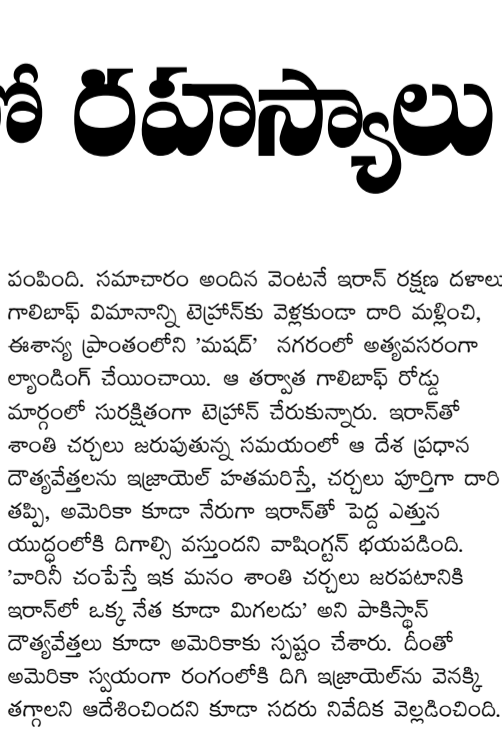 రహస్యాలు
పంపింది. సమాచారం అందిన వెంటనే ఇరాన్ రక్షణ దళాలు
గాలిబాఫ్ విమానాన్ని టెహ్రాన్‌కు వెళ్లకుండా దారి మళ్లించి,
ఈశాన్య ప్రాంతంలోని 'మషద్' నగరంలో అత్యవసరంగా
ల్యాండింగ్ చేయించాయి. ఆ తర్వాత గాలిబాఫ్ రోడ్డు
మార్గంలో సురక్షితంగా టెహ్రాన్ చేరుకున్నారు. ఇరాన్‌తో
శాంతి చర్చలు జరుపుతున్న సమయంలో ఆ దేశ ప్రధాన
దౌత్యవేత్తలను ఇజ్రాయెల్ హతమరిస్తే, చర్చలు పూర్తిగా దారి
తప్పి, అమెరికా కూడా నేరుగా ఇరాన్‌తో పెద్ద ఎత్తున
యుద్ధంలోకి దిగాల్సి వస్తుందని వాషింగ్టన్ భయపడింది.
'వారినీ చంపేస్తే ఇక మనం శాంతి చర్చలు జరపటానికి
ఇరాన్‌లో ఒక్క నేత కూడా మిగలడు' అని పాకిస్థాన్
దౌత్యవేత్తలు కూడా అమెరికాకు స్పష్టం చేశారు. దీంతో
అమెరికా స్వయంగా రంగంలోకి దిగి ఇజ్రాయెల్‌ను వెనక్కి
తగ్గాలని ఆదేశించిందని కూడా సదరు నివేదిక వెల్లడించింది.